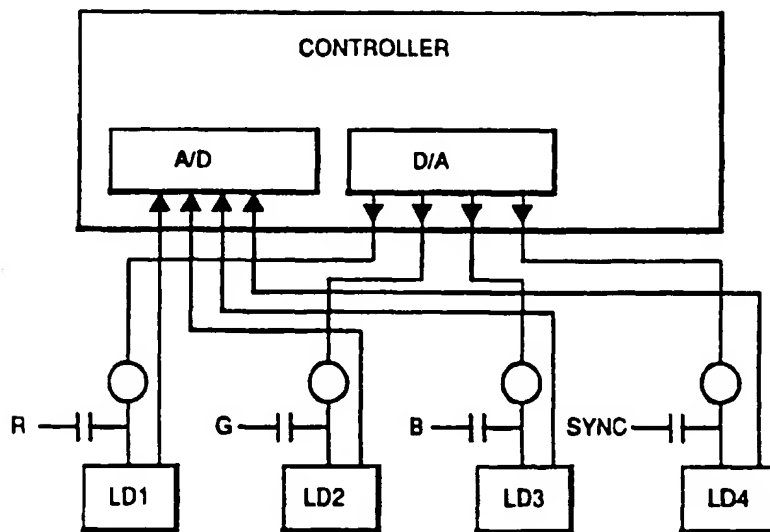 CONTROLLER
A/D
D/A
R
G
B
SYNC
LD1
LD2
LD3
LD4